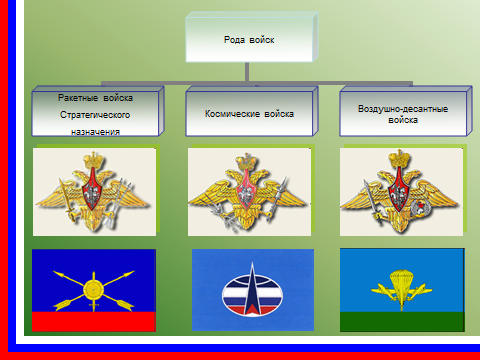 Рода войск
Ракетные войска
Стратегического
назначения
Космические войска
Воздушно-десантные
войска